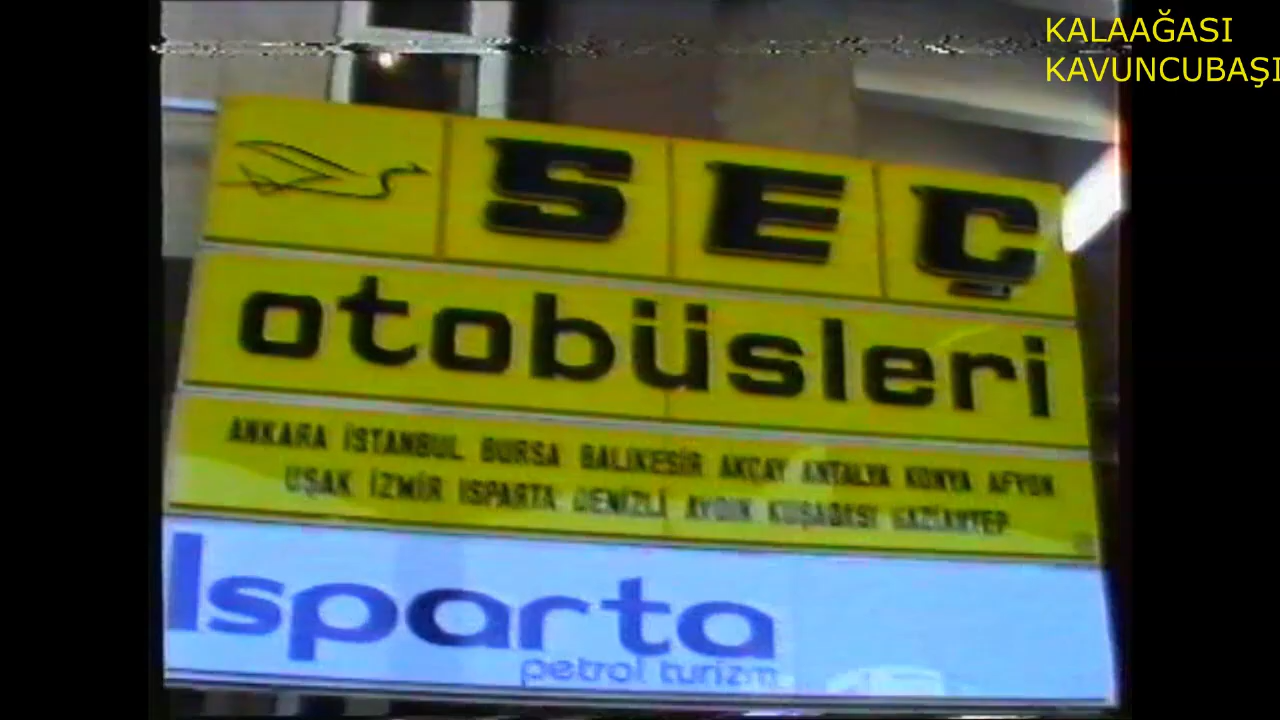 KALAAĞASI
KAVUNCUBAŞI
SEÇ
otobüsleri
ANKARA İSTANBUL BURSA BALIKESİR AKÇAY ANTALYA KONYA AFYON
UŞAK İZMİR ISPARTA DENİZLİ AYDIN KUŞADASI GAZİANTEP
Isparta
petrol turizm